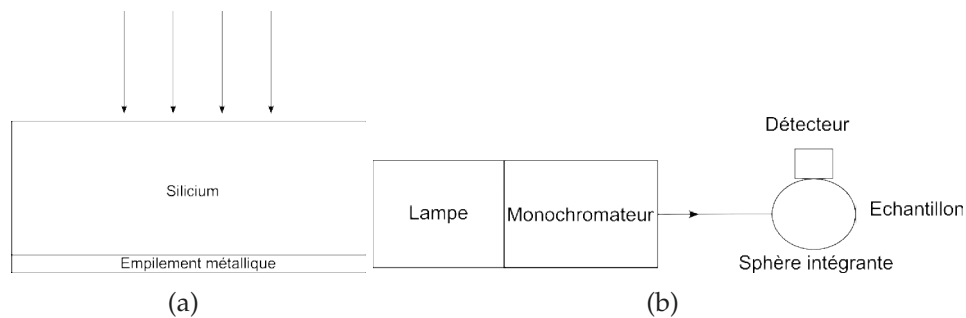 Silicium
Empilement métallique
(a)
Lampe
Monochromateur
Détecteur
Echantillon
Sphère intégrante
(b)